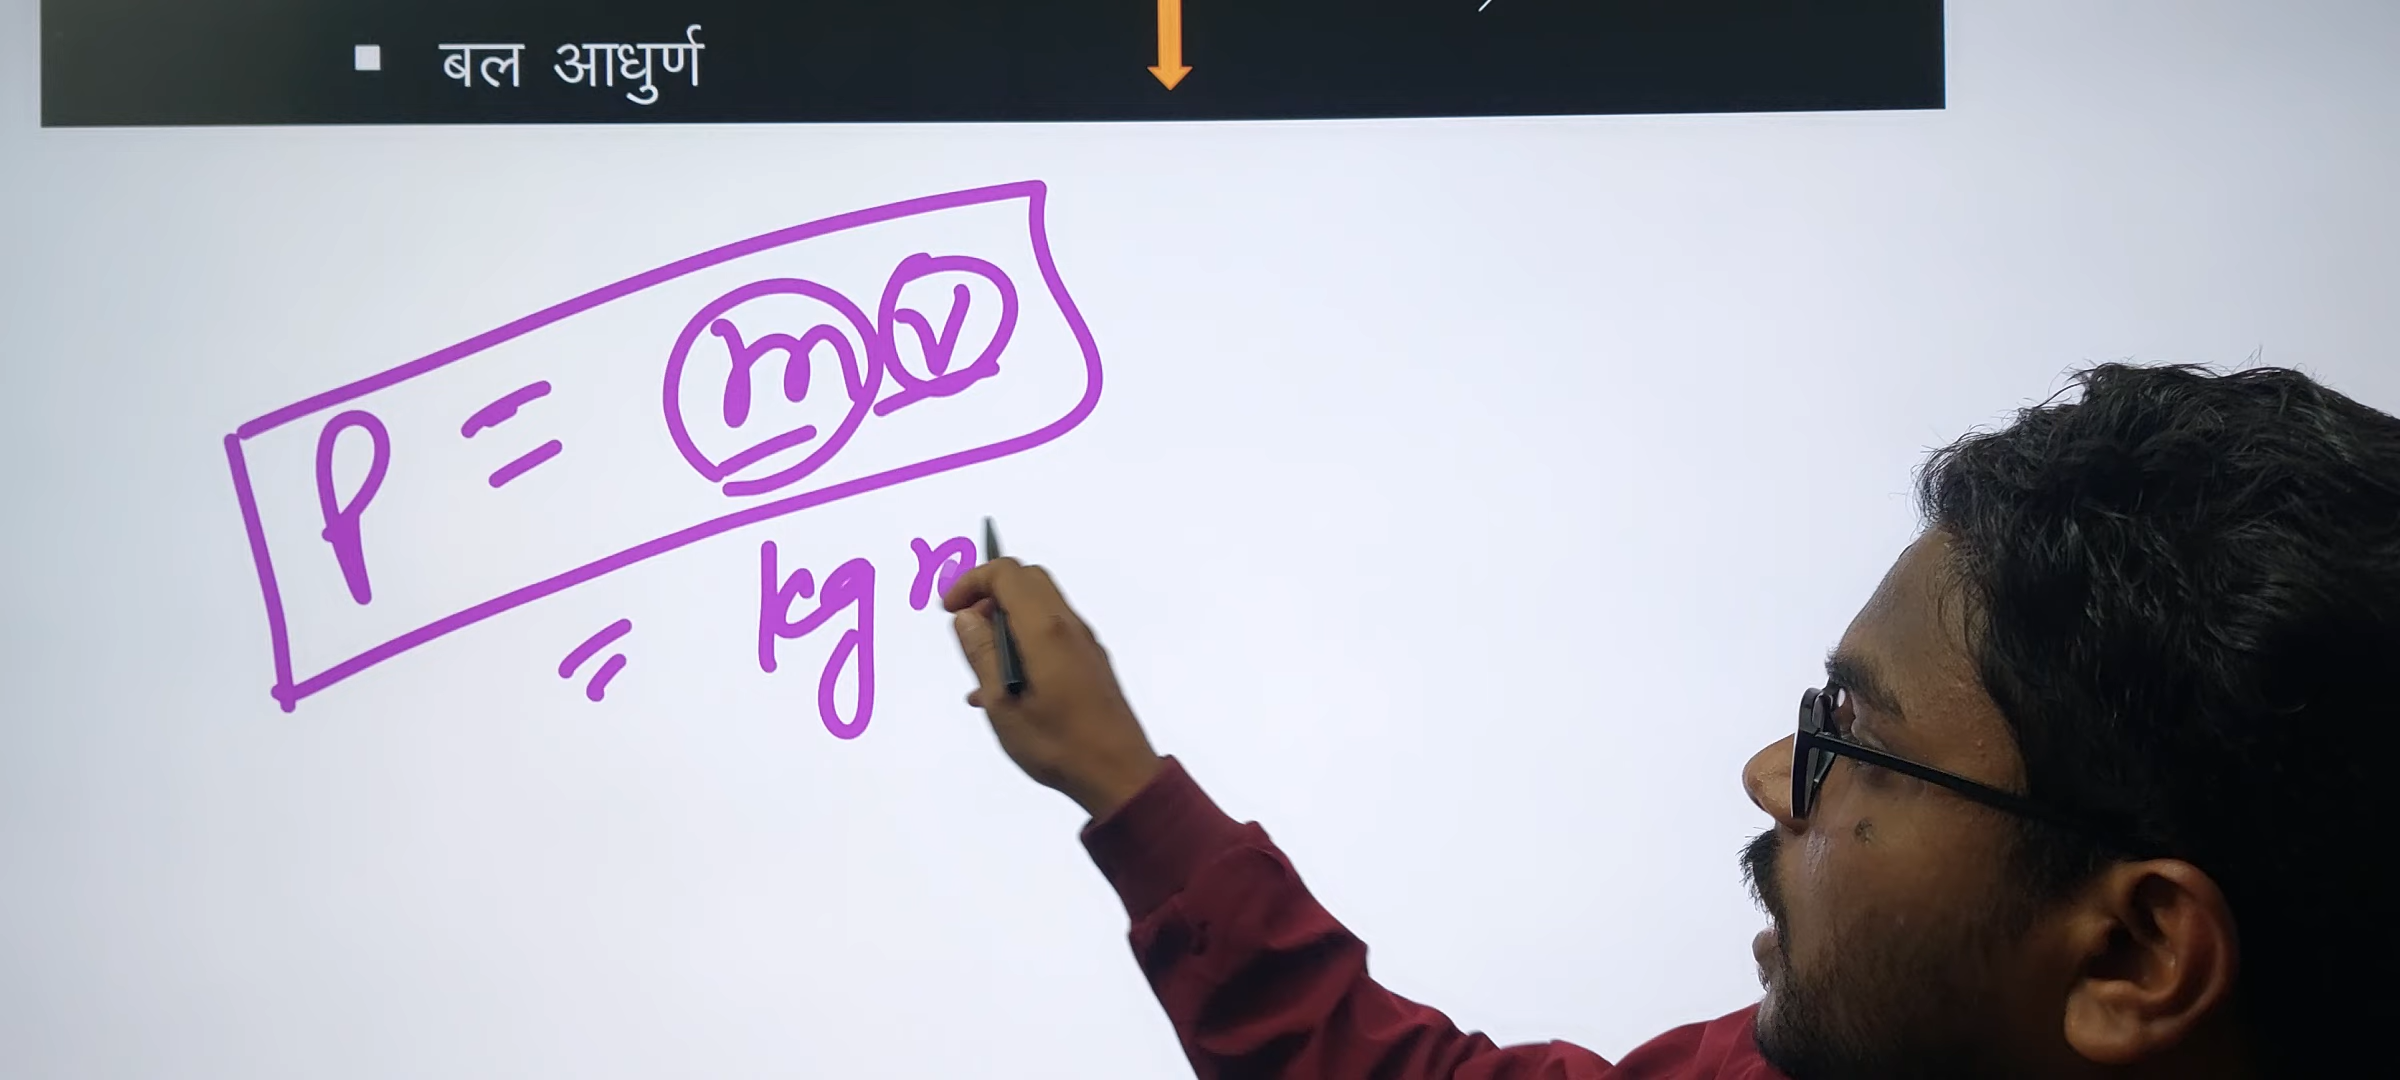 ▪ बल आधुर्ण
P = mv
= kg m